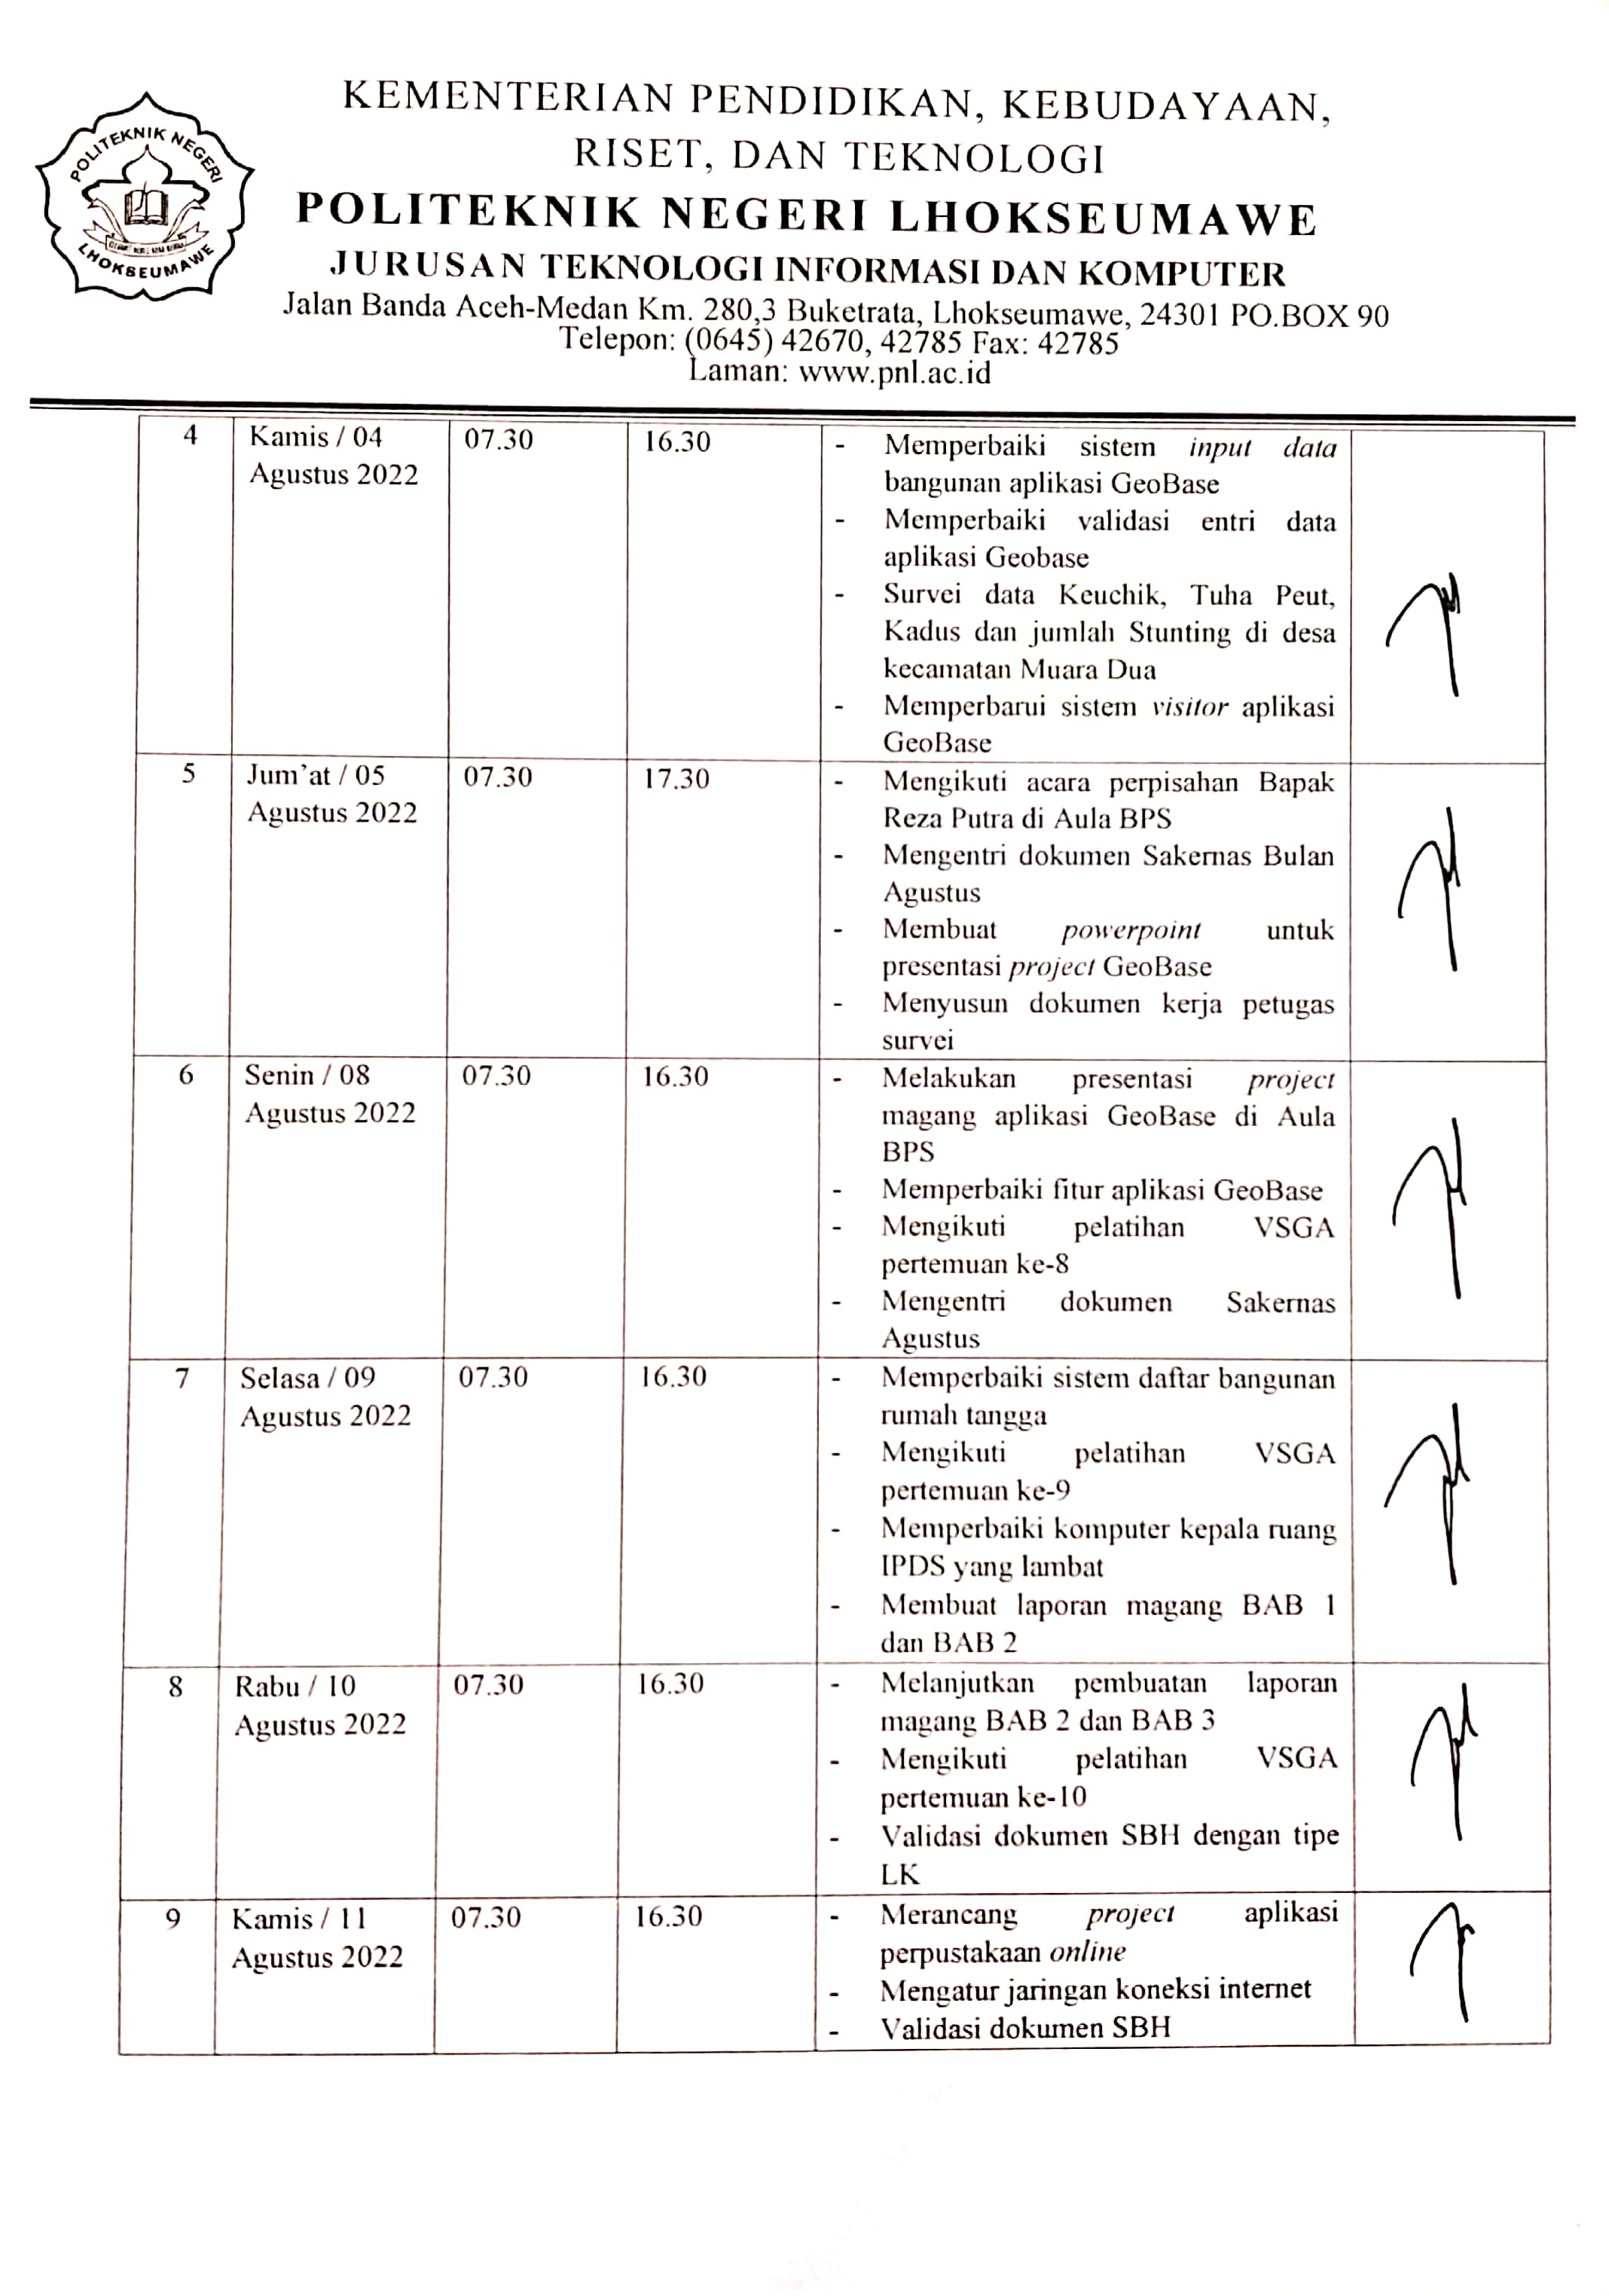 KEMENTERIAN PENDIDIKAN, KEBUDAYAAN,
RISET, DAN TEKNOLOGI
POLITEKNIK NEGERI LHOKSEUMAWE
JURUSAN TEKNOLOGI INFORMASI DAN KOMPUTER
Jalan Banda Aceh-Medan Km. 280,3 Buketrata, Lhokseumawe, 24301 PO.BOX 90
Telepon: (0645) 42670, 42785 Fax: 42785
Laman: www.pnl.ac.id
POLITEKNIK NEGERI
LHOKSEUMAWE
4 Kamis / 04 07.30 16.30 - Memperbaiki sistem input data
Agustus 2022 bangunan aplikasi GeoBase
- Memperbaiki validasi entri data
aplikasi Geobase
- Survei data Keuchik, Tuha Peut,
Kadus dan jumlah Stunting di desa
kecamatan Muara Dua
- Memperbarui sistem visitor aplikasi
GeoBase
5 Jum'at / 05 07.30 17.30 - Mengikuti acara perpisahan Bapak
Agustus 2022 Reza Putra di Aula BPS
- Mengentri dokumen Sakernas Bulan
Agustus
- Membuat powerpoint untuk
presentasi project GeoBase
- Menyusun dokumen kerja petugas
survei
6 Senin / 08 07.30 16.30 - Melakukan presentasi project
Agustus 2022 magang aplikasi GeoBase di Aula
BPS
- Memperbaiki fitur aplikasi GeoBase
- Mengikuti pelatihan VSGA
pertemuan ke-8
- Mengentri dokumen Sakernas
Agustus
7 Selasa / 09 07.30 16.30 - Memperbaiki sistem daftar bangunan
Agustus 2022 rumah tangga
- Mengikuti pelatihan VSGA
pertemuan ke-9
- Memperbaiki komputer kepala ruang
IPDS yang lambat
- Membuat laporan magang BAB 1
dan BAB 2
8 Rabu / 10 07.30 16.30 - Melanjutkan pembuatan laporan
Agustus 2022 magang BAB 2 dan BAB 3
- Mengikuti pelatihan VSGA
pertemuan ke-10
- Validasi dokumen SBH dengan tipe
LK
9 Kamis / 11 07.30 16.30 - Merancang project aplikasi
Agustus 2022 perpustakaan online
- Mengatur jaringan koneksi internet
- Validasi dokumen SBH